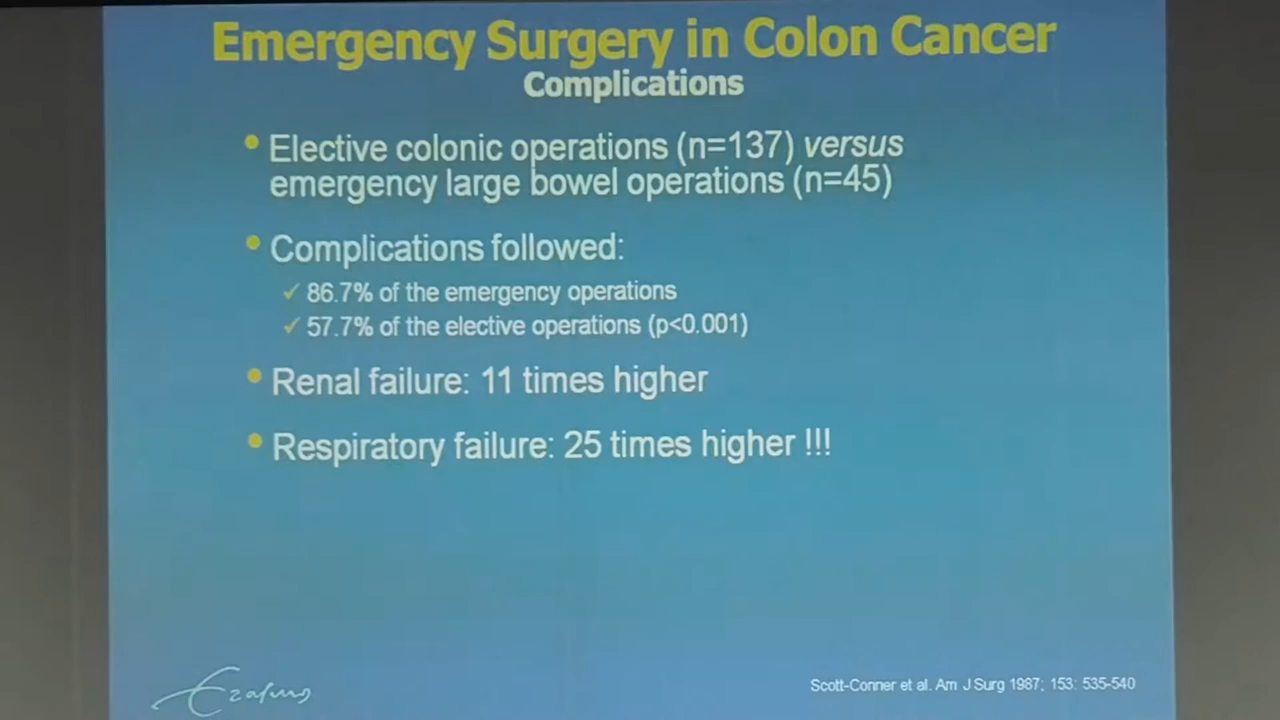 Emergency Surgery in Colon Cancer
Complications
• Elective colonic operations (n=137) versus
emergency large bowel operations (n=45)
• Complications followed:
✓ 86.7% of the emergency operations
✓ 57.7% of the elective operations (p<0.001)
• Renal failure: 11 times higher
• Respiratory failure: 25 times higher !!!
Erasmus
Scott-Conner et al. Am J Surg 1987; 153: 535-540